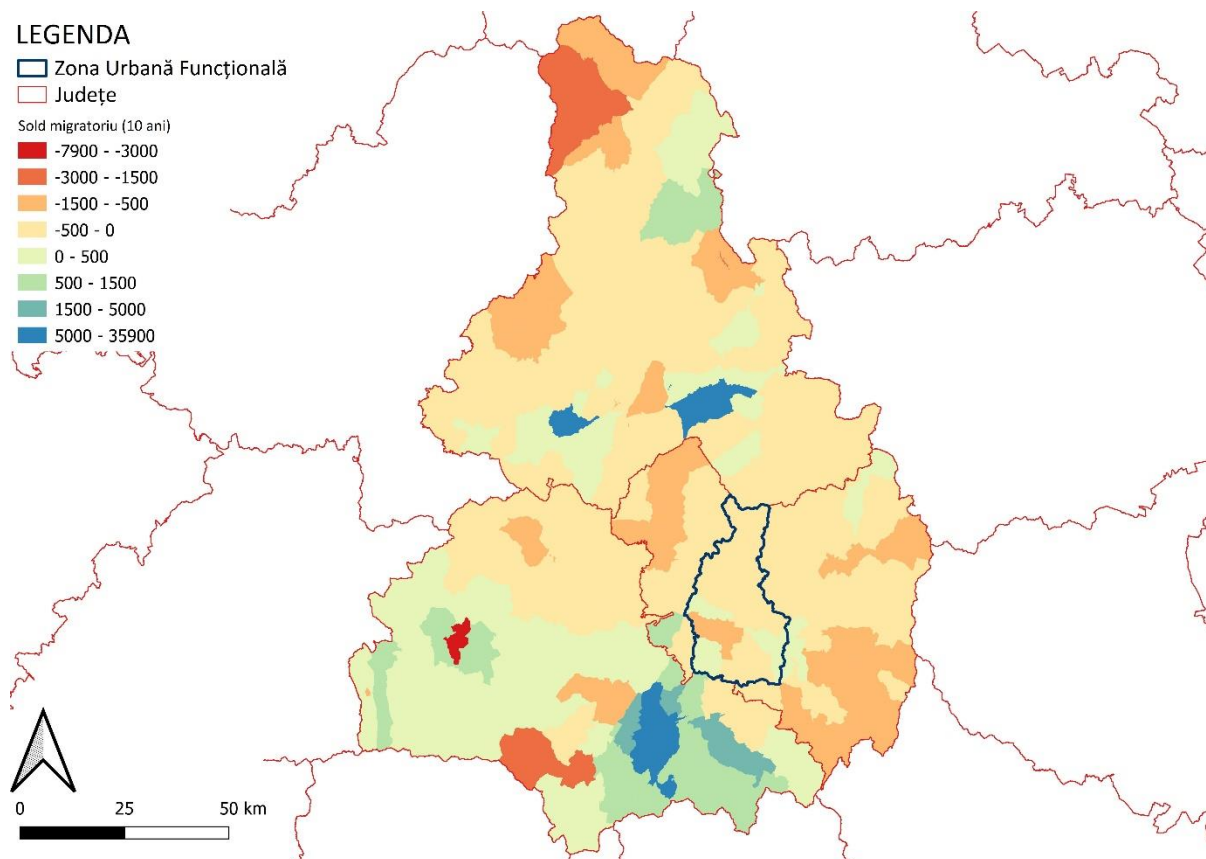 LEGENDA
Zona Urbană Funcțională
Județe
Sold migratoriu (10 ani)
-7900 - -3000
-3000 - -1500
-1500 - -500
-500 - 0
0 - 500
500 - 1500
1500 - 5000
5000 - 35900
0 25 50 km